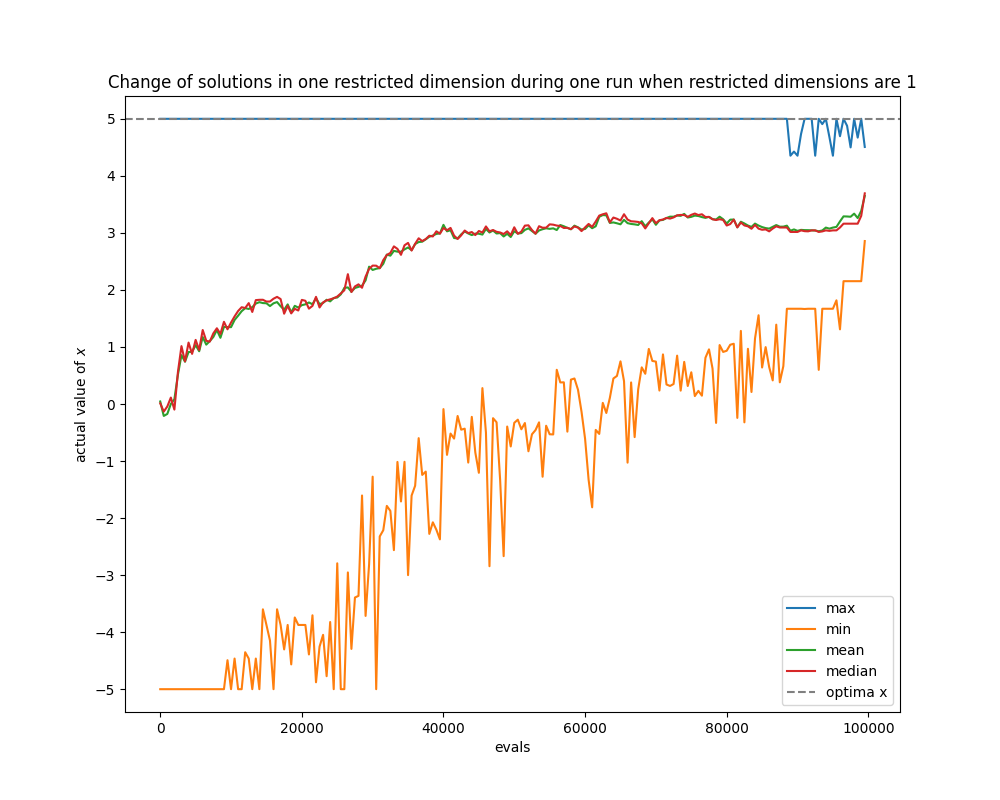 Change of solutions in one restricted dimension during one run when restricted dimensions are 1
5
4
3
2
1
0
−1
−2
−3
−4
−5
actual value of x
0 20000 40000 60000 80000 100000
evals
max
min
mean
median
optima x